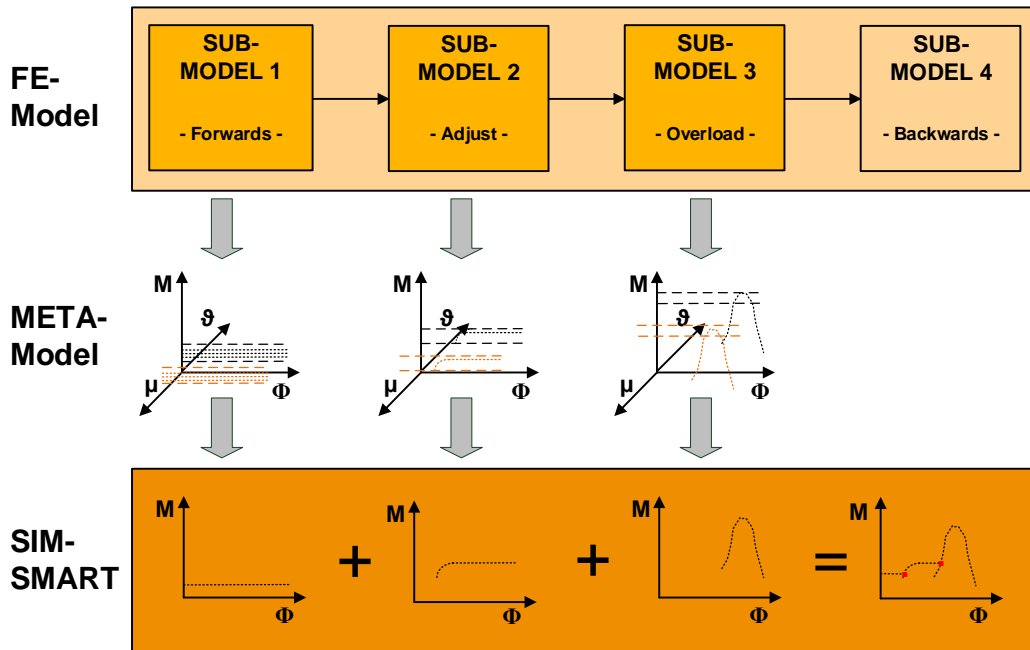 FE-
Model
SUB-
MODEL 1
- Forwards -
SUB-
MODEL 2
- Adjust -
SUB-
MODEL 3
- Overload -
SUB-
MODEL 4
- Backwards -
META-
Model
M
ϑ
μ
Φ
M
ϑ
μ
Φ
M
ϑ
μ
Φ
SIM-
SMART
M
Φ
+
M
Φ
+
M
Φ
=
M
Φ